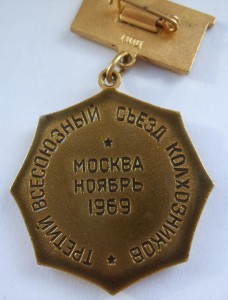 ТРЕТИЙ ВСЕСОЮЗНЫЙ СЪЕЗД КОЛХОЗНИКОВ
МОСКВА
НОЯБРЬ
1969